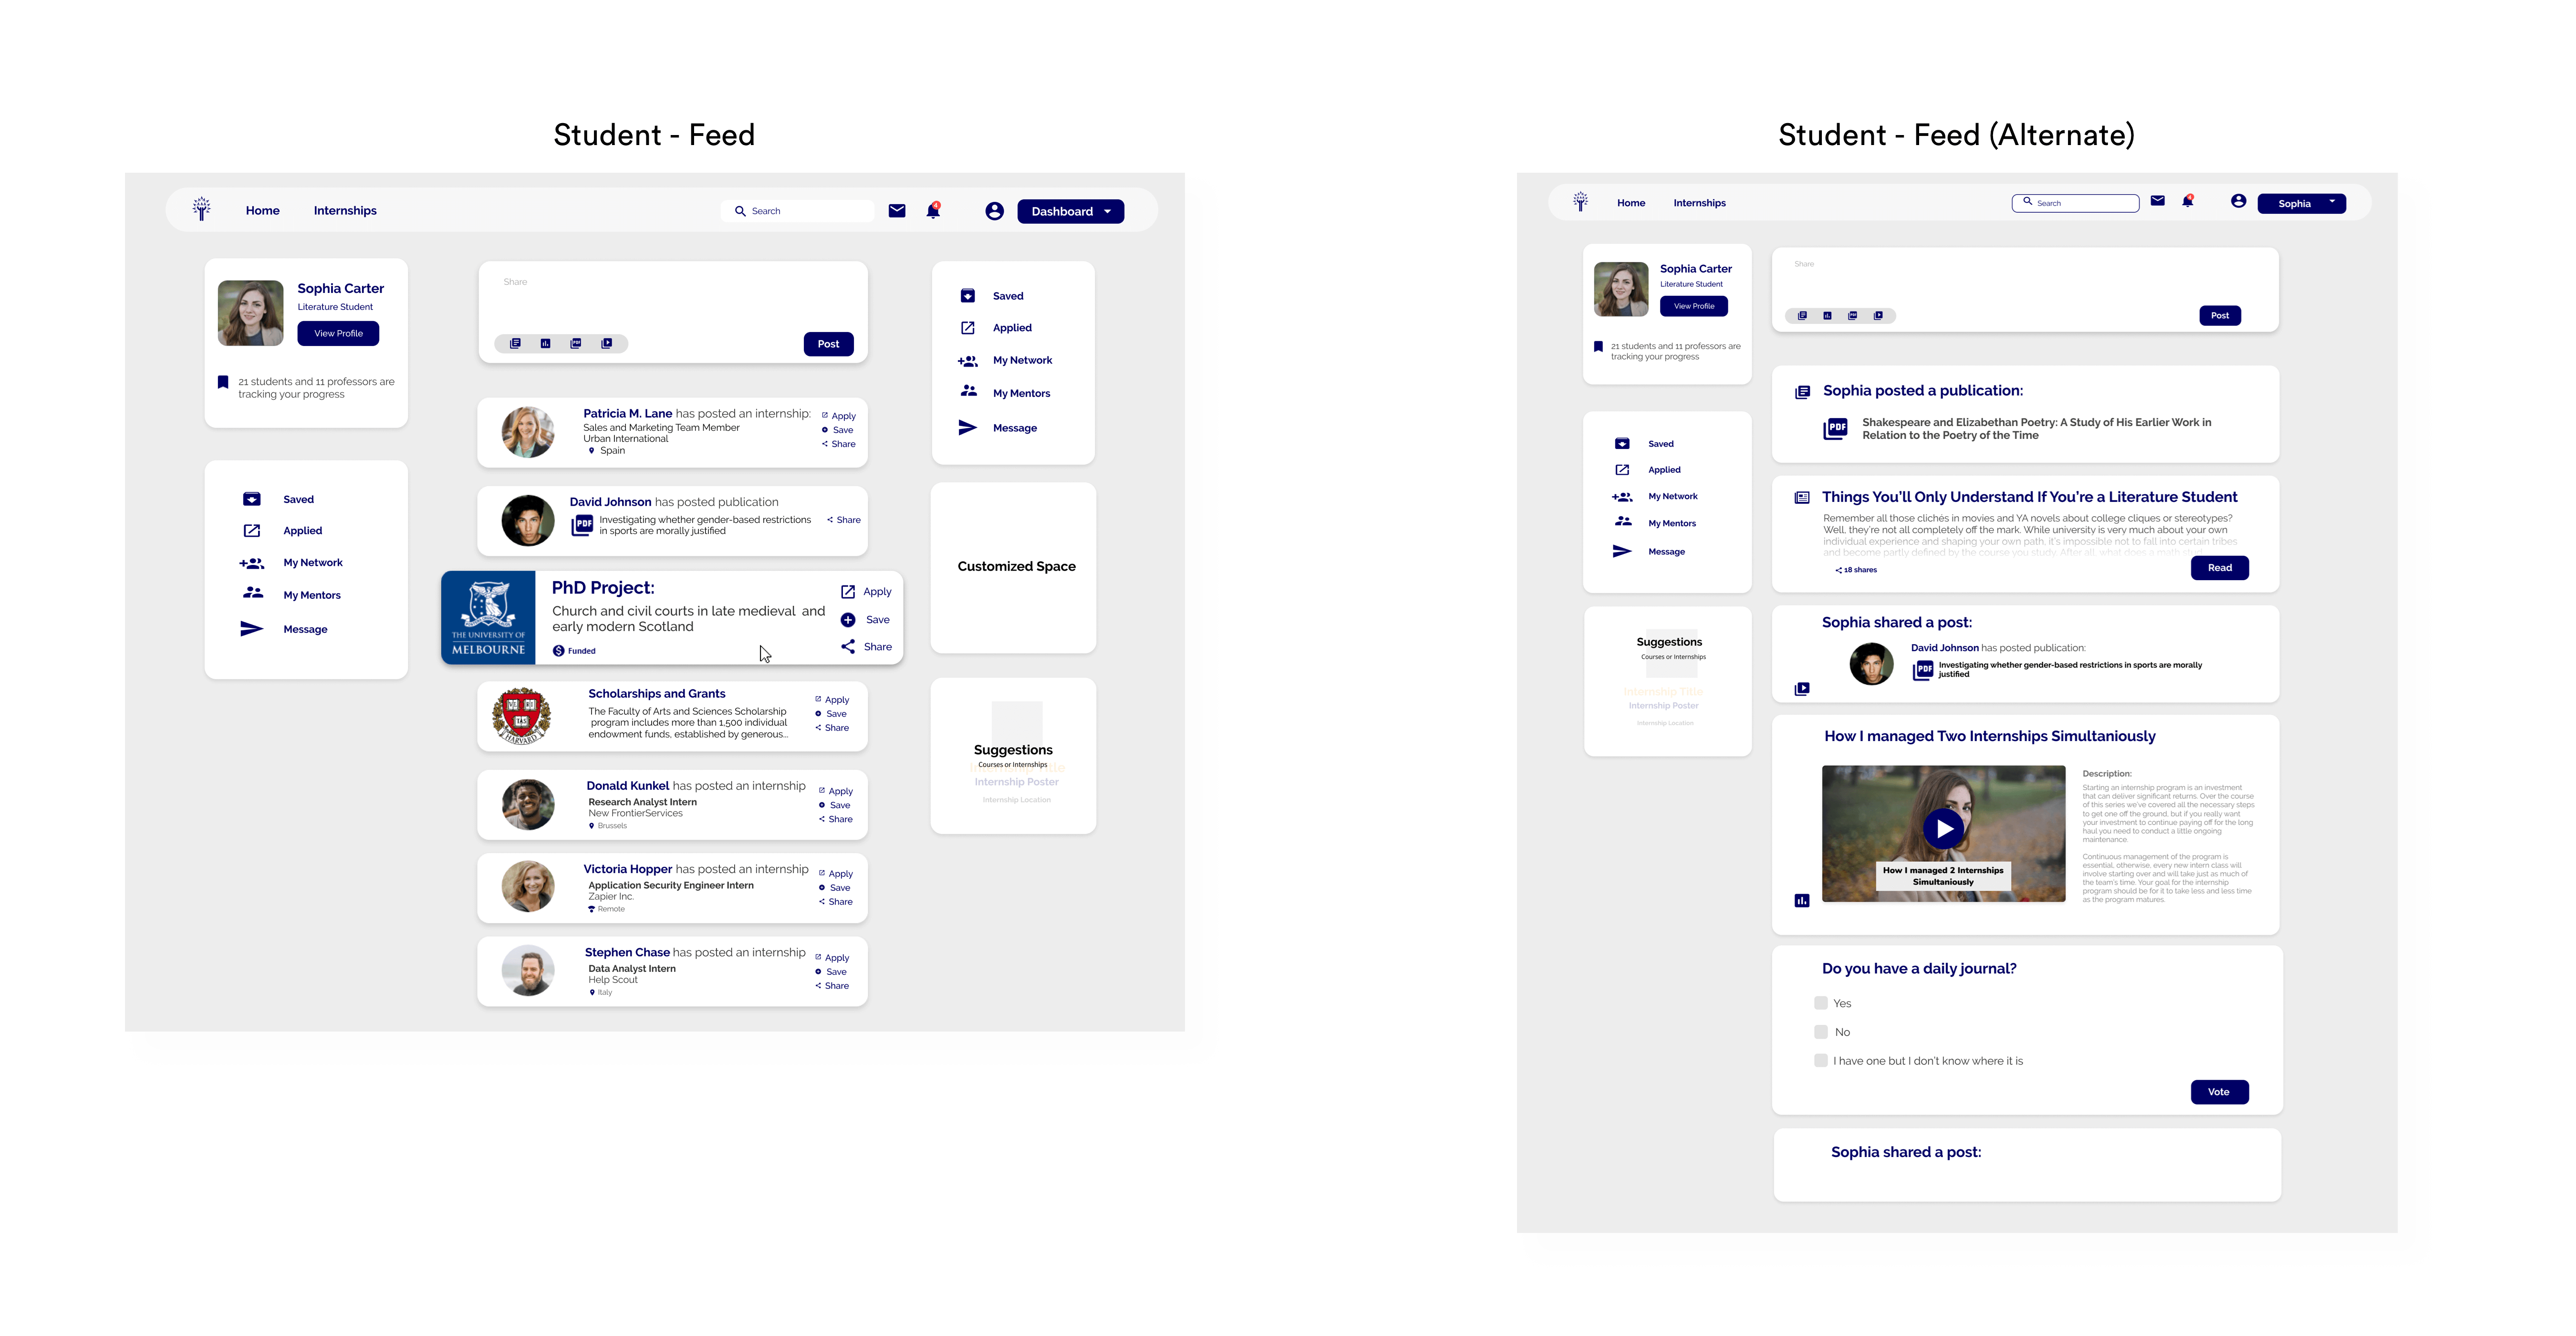 Student - Feed
Home
Internships
Search
4
Dashboard
Sophia Carter
Literature Student
View Profile
21 students and 11 professors are
tracking your progress
Saved
Applied
My Network
My Mentors
Message
Share
PDF
Post
Patricia M. Lane has posted an internship:
Sales and Marketing Team Member
Urban International
Spain
Apply
Save
Share
David Johnson has posted publication
PDF
Investigating whether gender-based restrictions
in sports are morally justified
Share
THE UNIVERSITY OF
MELBOURNE
PhD Project:
Church and civil courts in late medieval and
early modern Scotland
Funded
Apply
Save
Share
HARVARD
Scholarships and Grants
The Faculty of Arts and Sciences Scholarship
program includes more than 1,500 individual
endowment funds, established by generous...
Apply
Save
Share
Donald Kunkel has posted an internship
Research Analyst Intern
New FrontierServices
Brussels
Apply
Save
Share
Victoria Hopper has posted an internship
Application Security Engineer Intern
Zapier Inc.
Remote
Apply
Save
Share
Stephen Chase has posted an internship
Data Analyst Intern
Help Scout
Italy
Apply
Save
Share
Saved
Applied
My Network
My Mentors
Message
Customized Space
Suggestions
Courses or Internships
Internship Title
Internship Poster
Internship Location
Student - Feed (Alternate)
Home
Internships
Search
Sophia
Sophia Carter
Literature Student
View Profile
21 students and 11 professors are
tracking your progress
Saved
Applied
My Network
My Mentors
Message
Suggestions
Courses or Internships
Internship Title
Internship Poster
Internship Location
Share
Post
Sophia posted a publication:
PDF
Shakespeare and Elizabethan Poetry: A Study of His Earlier Work in
Relation to the Poetry of the Time
Things You'll Only Understand If You're a Literature Student
Remember all those clichés in movies and YA novels about college cliques or stereotypes?
Well, they're not all completely off the mark. While university is very much about your own
individual experience and shaping your own path, it's impossible not to fall into certain tribes
and become partly defined by the course you study. After all, what does a math
18 shares
Read
Sophia shared a post:
David Johnson has posted publication:
PDF
Investigating whether gender-based restrictions in sports are morally
justified
How I managed Two Internships Simultaniously
How I managed 2 Internships
Simultaniously
Description:
Starting an internship program is an investment
that can deliver significant returns. Over the course
of this series we've covered all the necessary steps
to get one off the ground, but if you really want
your investment to continue paying off for the long
haul you need to conduct a little ongoing
maintenance.
Continuous management of the program is
essential, otherwise, every new intern class will
involve starting over and will take just as much of
the team's time. Your goal for the internship
program should be for it to take less and less time
as the program matures.
Do you have a daily journal?
Yes
No
I have one but I don't know where it is
Vote
Sophia shared a post: